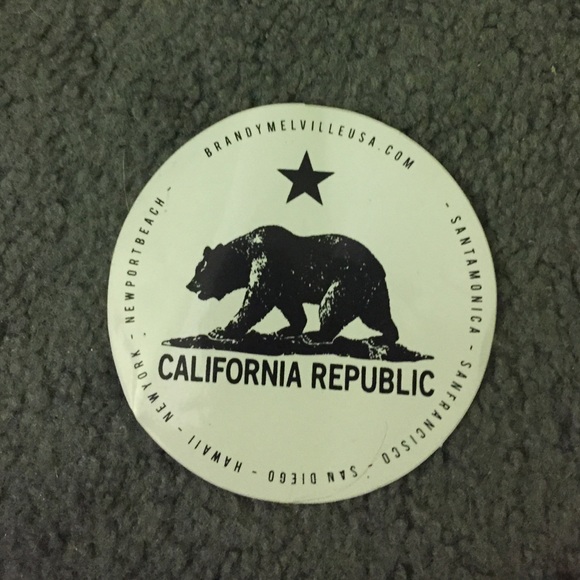 BRANDYMELVILLEUSA.COM
- SANTAMONICA - SANFRANCISCO - SAN DIEGO - HAWAII - NEWYORK - NEWPORTBEACH -
CALIFORNIA REPUBLIC